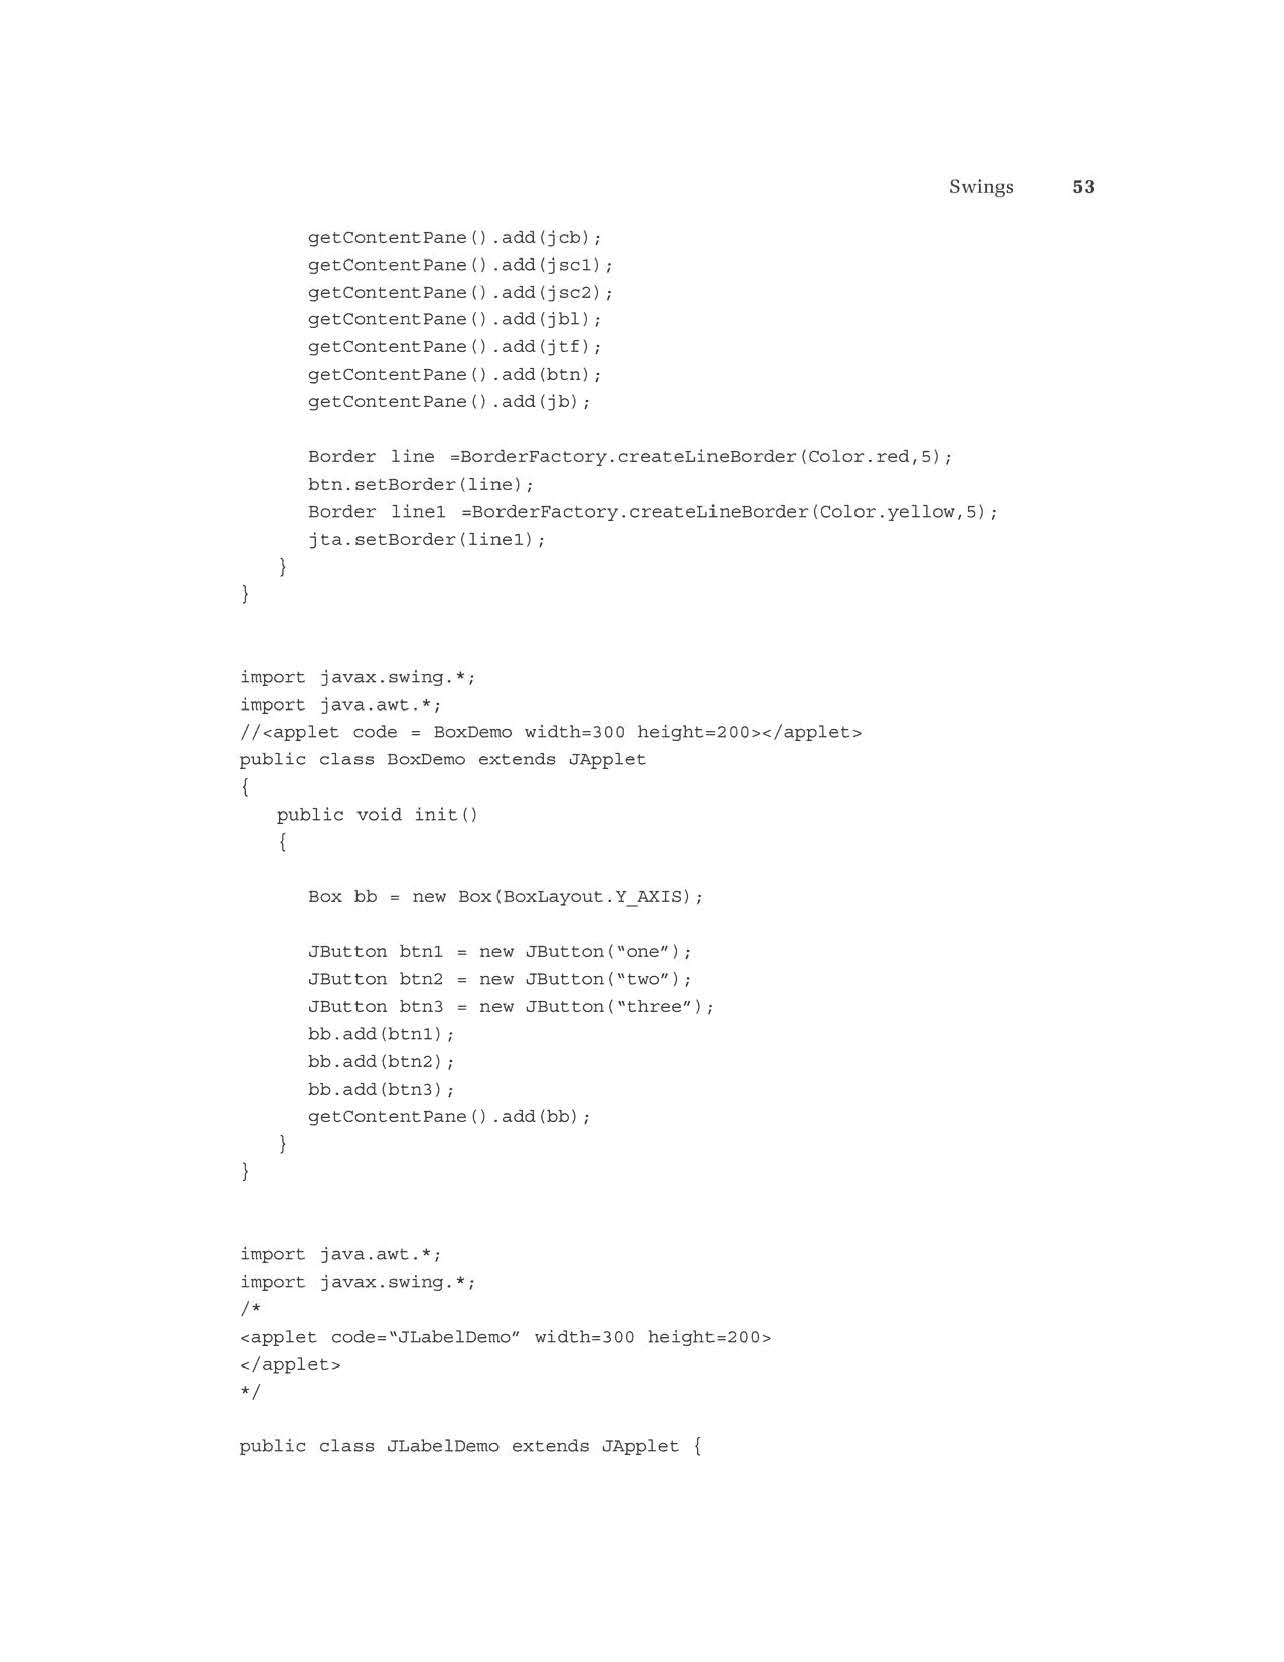 Swings 53
getContentPane().add(jcb);
getContentPane().add(jsc1);
getContentPane().add(jsc2);
getContentPane().add(jbl);
getContentPane().add(jtf);
getContentPane().add(btn);
getContentPane().add(jb);
Border line =BorderFactory.createLineBorder(Color.red,5);
btn.setBorder(line);
Border line1 =BorderFactory.createLineBorder(Color.yellow,5);
jta.setBorder(line1);
}
}
import javax.swing.*;
import java.awt.*;
//<applet code = BoxDemo width=300 height=200></applet>
public class BoxDemo extends JApplet
{
public void init()
{
Box bb = new Box(BoxLayout.Y_AXIS);
JButton btn1 = new JButton(“one”);
JButton btn2 = new JButton(“two”);
JButton btn3 = new JButton(“three”);
bb.add(btn1);
bb.add(btn2);
bb.add(btn3);
getContentPane().add(bb);
}
}
import java.awt.*;
import javax.swing.*;
/*
<applet code=“JLabelDemo” width=300 height=200>
</applet>
*/
public class JLabelDemo extends JApplet {